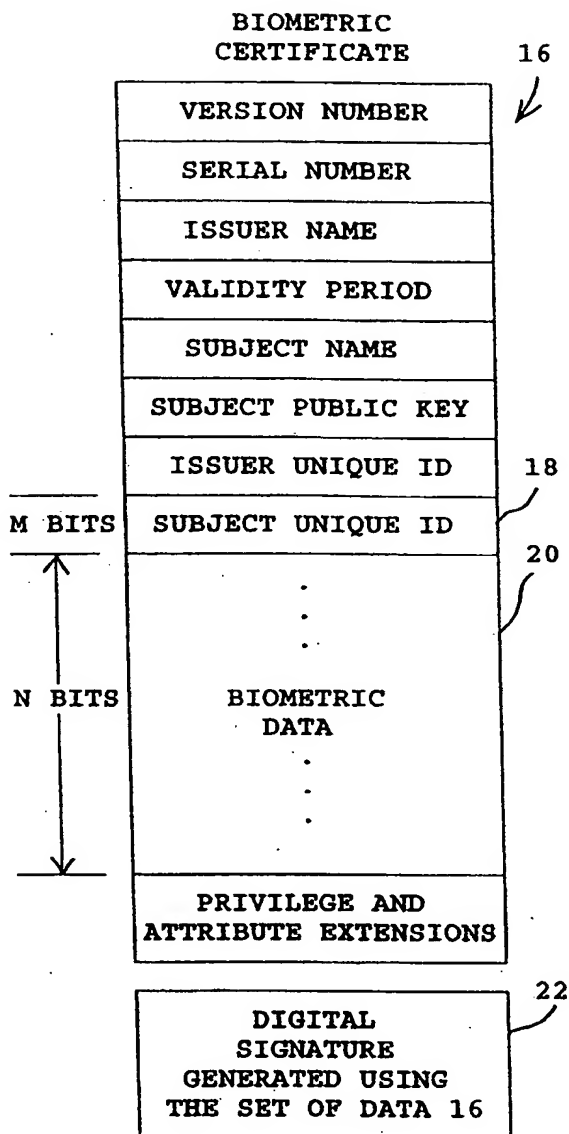 BIOMETRIC
CERTIFICATE
16
VERSION NUMBER
SERIAL NUMBER
ISSUER NAME
VALIDITY PERIOD
SUBJECT NAME
SUBJECT PUBLIC KEY
ISSUER UNIQUE ID
18
M BITS
SUBJECT UNIQUE ID
20
N BITS
BIOMETRIC
DATA
PRIVILEGE AND
ATTRIBUTE EXTENSIONS
22
DIGITAL
SIGNATURE
GENERATED USING
THE SET OF DATA 16